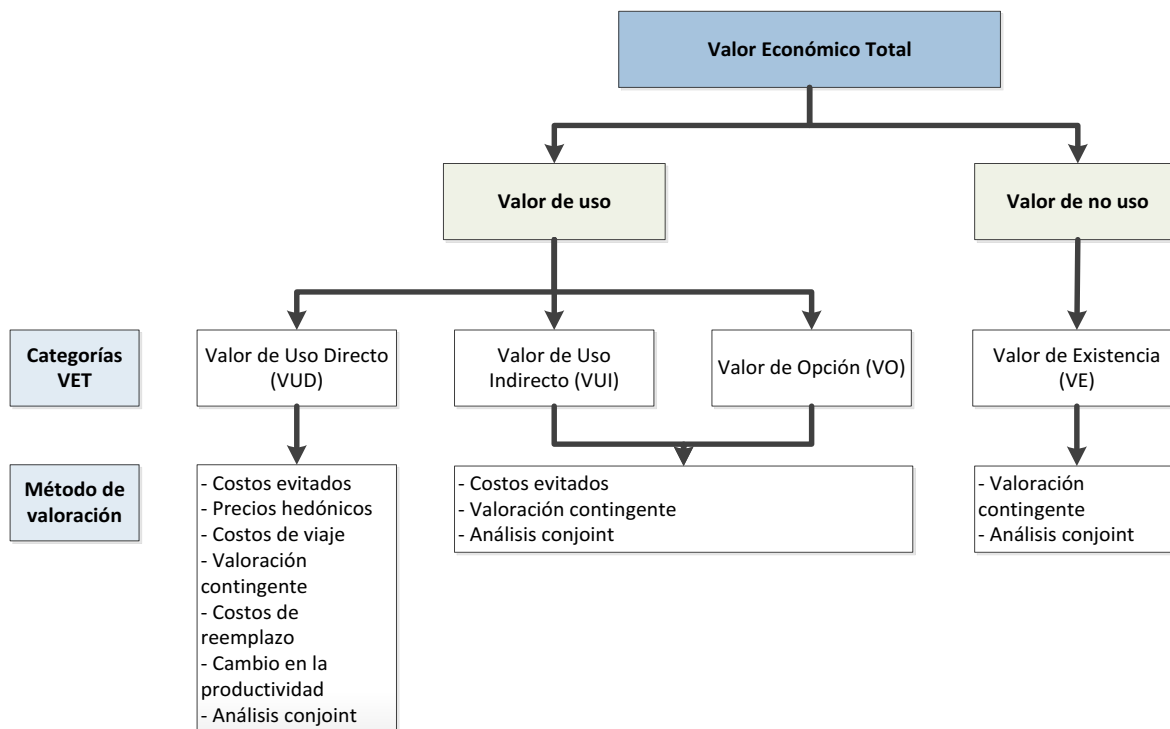 Valor Económico Total
Valor de uso
Valor de no uso
Categorías
VET
Valor de Uso Directo
(VUD)
Valor de Uso
Indirecto (VUI)
Valor de Opción (VO)
Valor de Existencia
(VE)
Método de
valoración
- Costos evitados
- Precios hedónicos
- Costos de viaje
- Valoración
contingente
- Costos de
reemplazo
- Cambio en la
productividad
- Análisis conjoint
- Costos evitados
- Valoración contingente
- Análisis conjoint
- Valoración
contingente
- Análisis conjoint